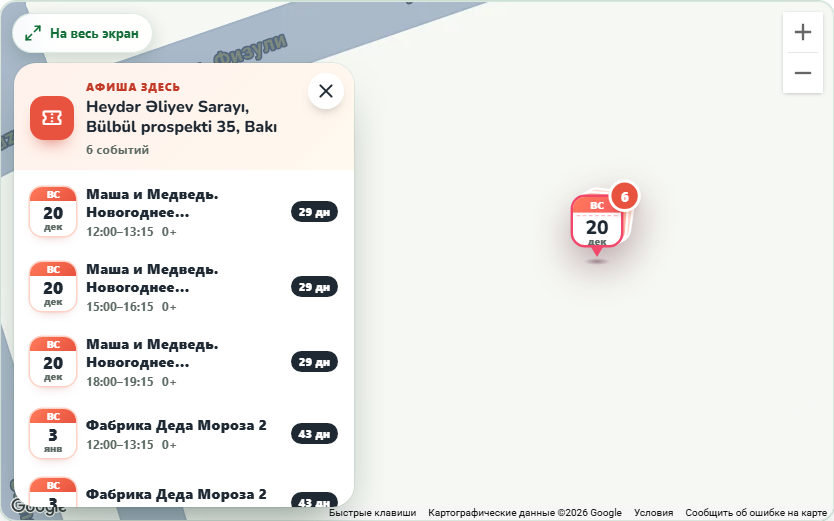 На весь экран
Физули
АФИША ЗДЕСЬ
Heydər Əliyev Sarayı,
Bülbül prospekti 35, Bakı
6 событий
ВС
20
дек
Маша и Медведь.
Новогоднее...
12:00–13:15 0+
29 дн
ВС
20
дек
Маша и Медведь.
Новогоднее...
15:00–16:15 0+
29 дн
ВС
20
дек
Маша и Медведь.
Новогоднее...
18:00–19:15 0+
29 дн
ВС
3
янв
Фабрика Деда Мороза 2
12:00–13:15 0+
43 дн
ВС
3
Фабрика Деда Мороза 2
43 дн
6
ВС
20
дек
Google
Быстрые клавиши
Картографические данные ©2026 Google
Условия
Сообщить об ошибке на карте